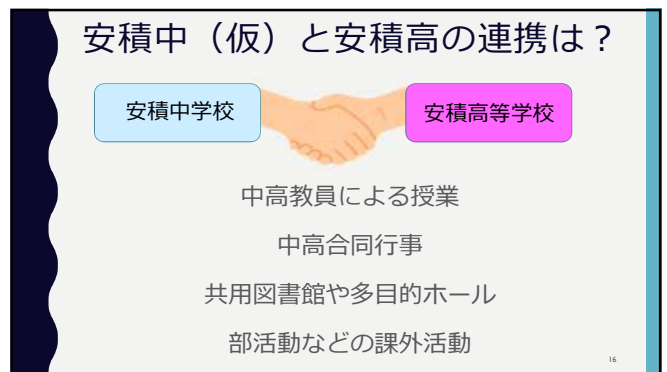 安積中（仮）と安積高の連携は？
安積中学校
安積高等学校
中高教員による授業
中高合同行事
共用図書館や多目的ホール
部活動などの課外活動
16